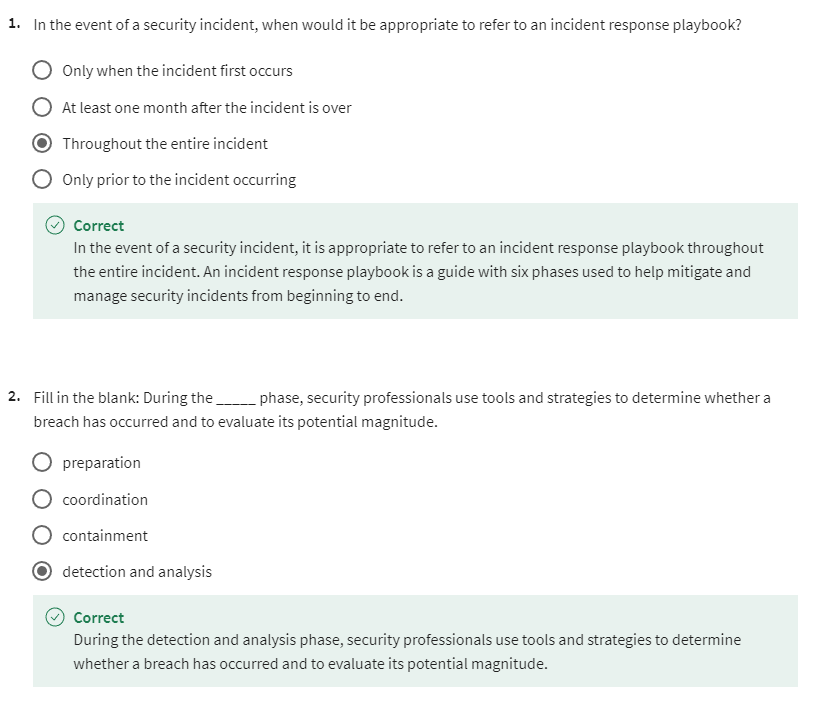 1. In the event of a security incident, when would it be appropriate to refer to an incident response playbook?
Only when the incident first occurs
At least one month after the incident is over
Throughout the entire incident
Only prior to the incident occurring
Correct
In the event of a security incident, it is appropriate to refer to an incident response playbook throughout
the entire incident. An incident response playbook is a guide with six phases used to help mitigate and
manage security incidents from beginning to end.
2. Fill in the blank: During the _____ phase, security professionals use tools and strategies to determine whether a
breach has occurred and to evaluate its potential magnitude.
preparation
coordination
containment
detection and analysis
Correct
During the detection and analysis phase, security professionals use tools and strategies to determine
whether a breach has occurred and to evaluate its potential magnitude.